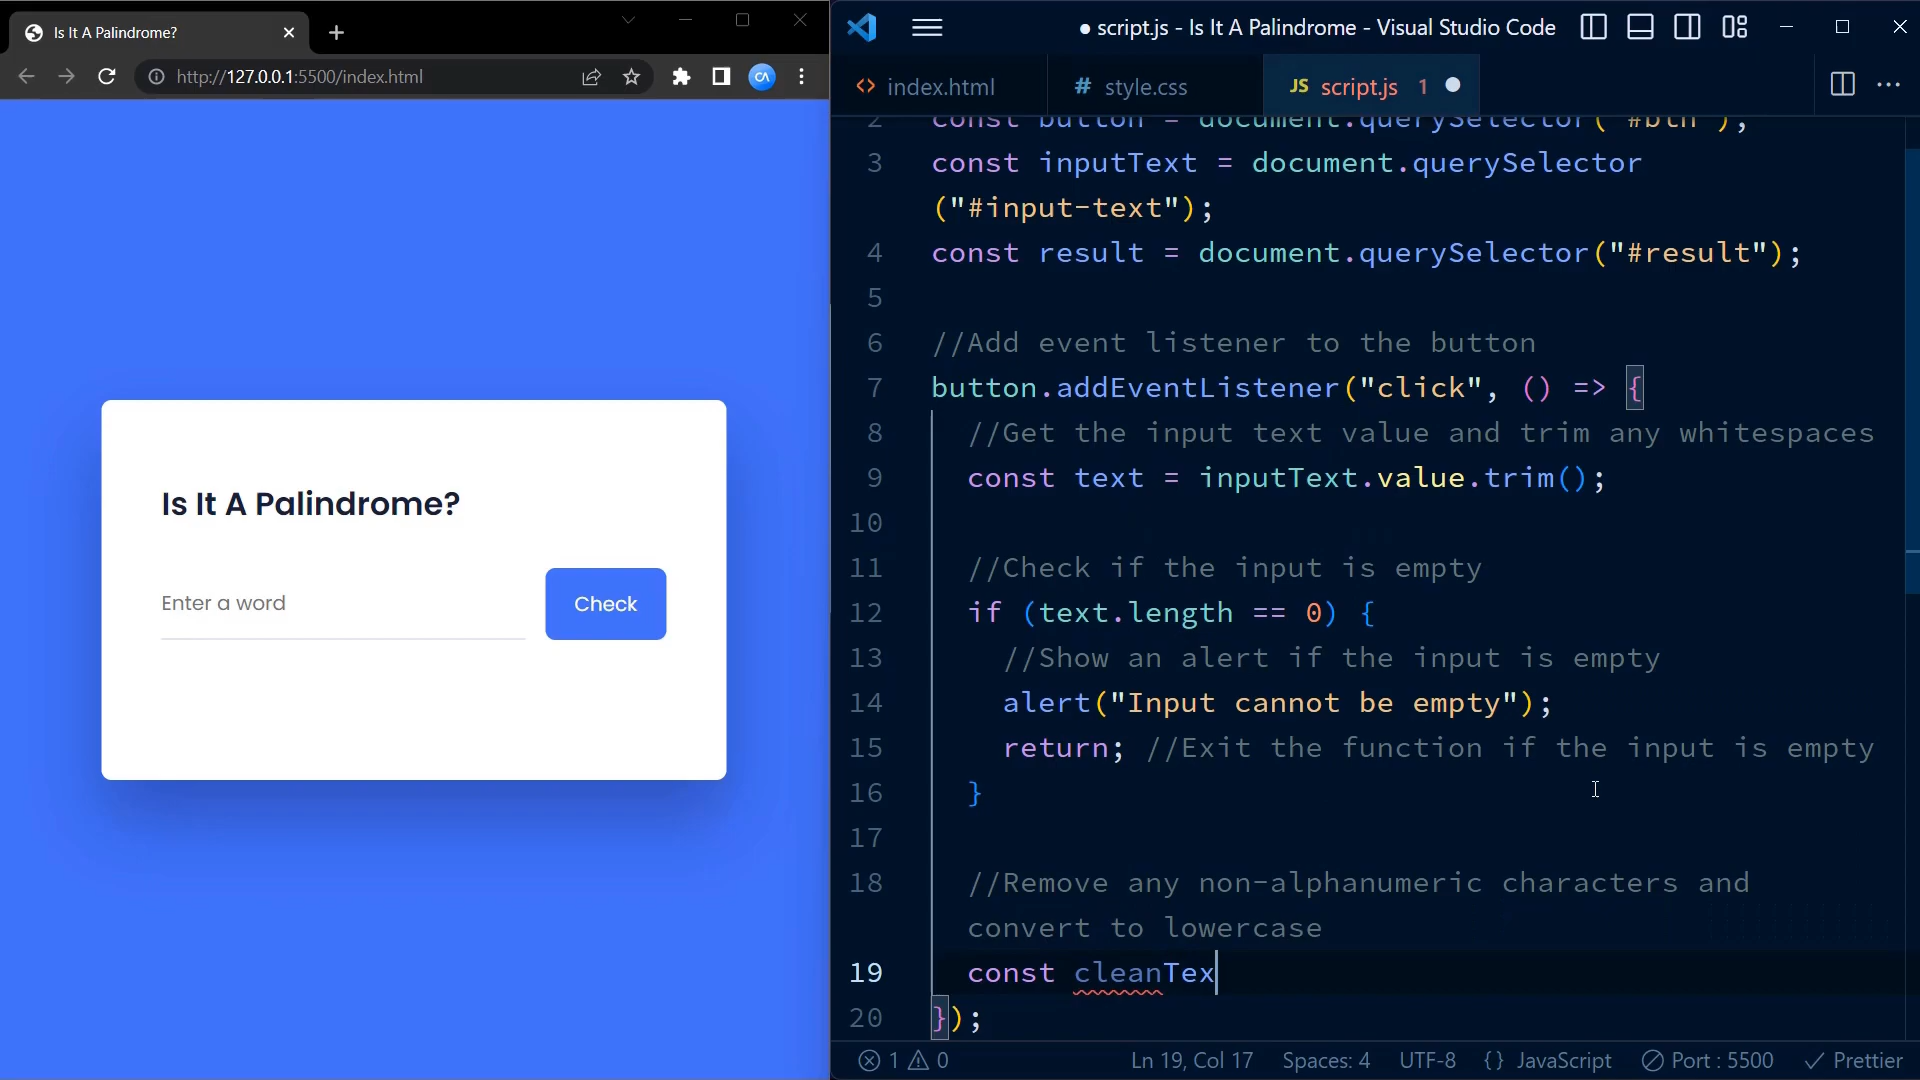 Is It A Palindrome?
http://127.0.0.1:5500/index.html
CA
Is It A Palindrome?
Enter a word
Check
● script.js - Is It A Palindrome - Visual Studio Code
<> index.html
# style.css
JS script.js 1
2 const button = document.querySelector("#btn");
3 const inputText = document.querySelector
("#input-text");
4 const result = document.querySelector("#result");
5
6 //Add event listener to the button
7 button.addEventListener("click", () => {
8 //Get the input text value and trim any whitespaces
9 const text = inputText.value.trim();
10
11 //Check if the input is empty
12 if (text.length == 0) {
13 //Show an alert if the input is empty
14 alert("Input cannot be empty");
15 return; //Exit the function if the input is empty
16 }
17
18 //Remove any non-alphanumeric characters and
convert to lowercase
19 const cleanTex
20 });
1 0 Ln 19, Col 17 Spaces: 4 UTF-8 {} JavaScript Port : 5500 Prettier